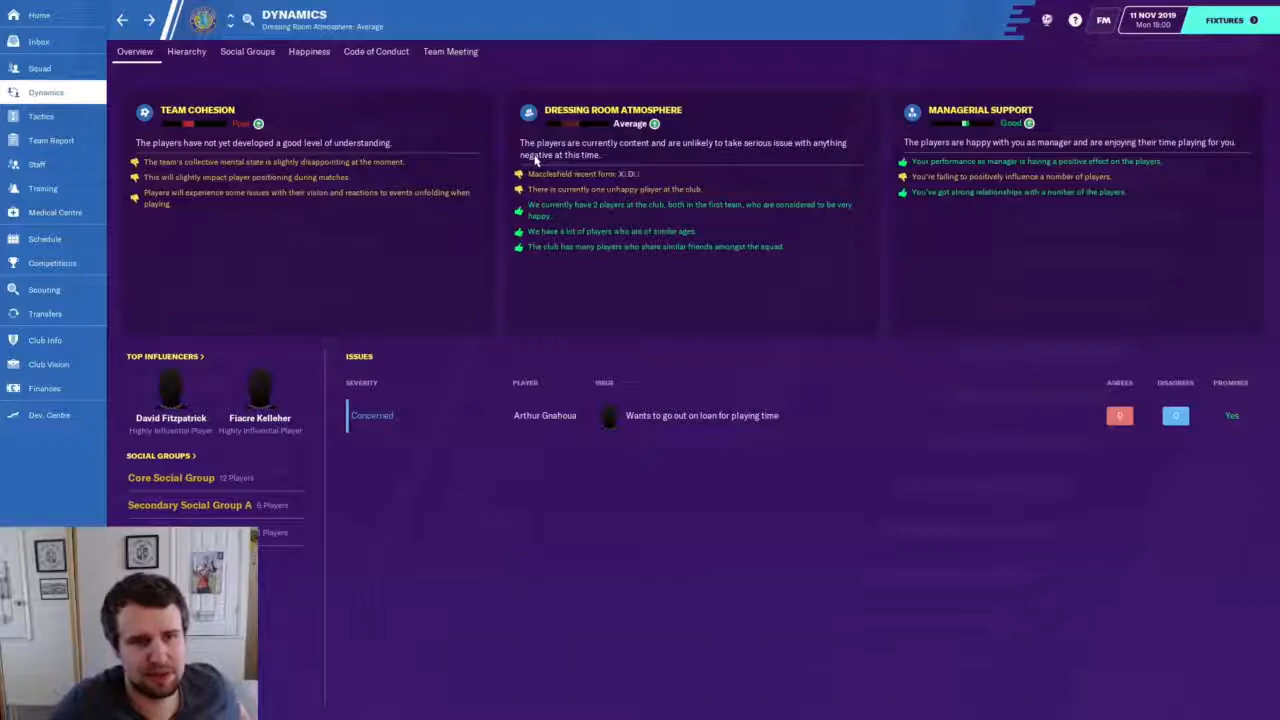 Home
Inbox
Squad
Dynamics
Tactics
Team Report
Staff
Training
Medical Centre
Schedule
Competitions
Scouting
Transfers
Club Info
Club Vision
Finances
Dev. Centre
DYNAMICS
Dressing Room Atmosphere: Average
FM
11 NOV 2019
Mon 18:00
FIXTURES
Overview Hierarchy Social Groups Happiness Code of Conduct Team Meeting
TEAM COHESION
Poor
The players have not yet developed a good level of understanding.
The team's collective mental state is slightly disappointing at the moment.
This will slightly impact player positioning during matches.
Players will experience some issues with their vision and reactions to events unfolding when
playing.
DRESSING ROOM ATMOSPHERE
Average
The players are currently content and are unlikely to take serious issue with anything
negative at this time.
Macclesfield recent form:
There is currently one unhappy player at the club.
We currently have 2 players at the club, both in the first team, who are considered to be very
happy.
We have a lot of players who are of similar ages.
The club has many players who share similar friends amongst the squad.
MANAGERIAL SUPPORT
Good
The players are happy with you as manager and are enjoying their time playing for you.
Your performance as manager is having a positive effect on the players.
You're failing to positively influence a number of players.
You've got strong relationships with a number of the players.
TOP INFLUENCERS >
David Fitzpatrick
Highly Influential Player
Fiacre Kelleher
Highly Influential Player
SOCIAL GROUPS >
Core Social Group 12 Players
Secondary Social Group A Players
Players
ISSUES
SEVERITY PLAYER ISSUE AGREES DISAGREES PROMISES
Concerned Arthur Gnahoua Wants to go out on loan for playing time 0 0 Yes